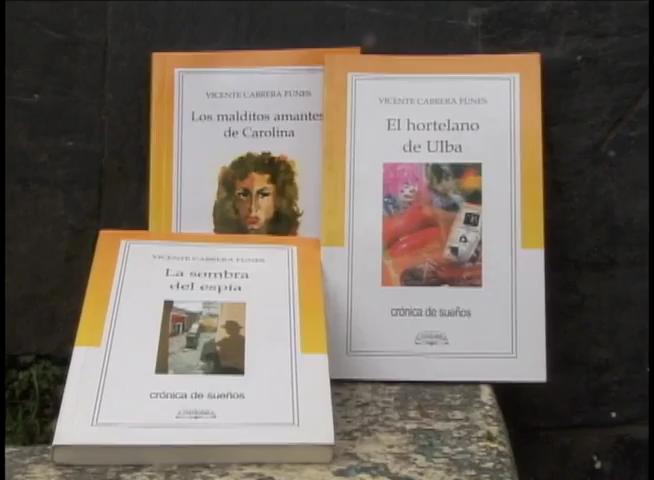 VICENTE CABRERA FUNES
Los malditos amantes
de Carolina
VICENTE CABRERA FUNES
El hortelano
de Ulba
crónica de sueños
VICENTE CABRERA FUNES
La sombra
del espía
crónica de sueños